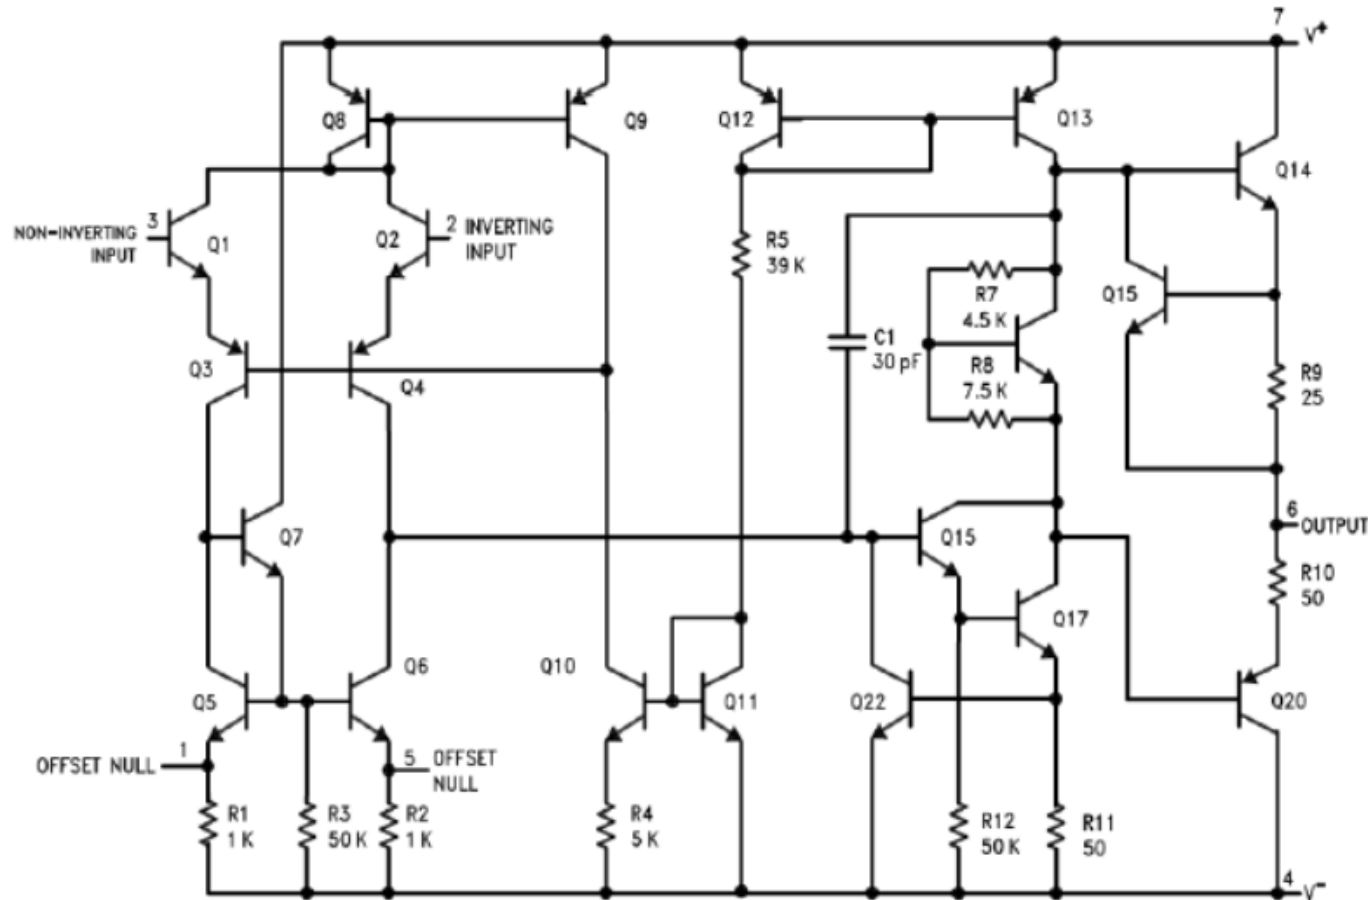 7
V+
Q8
Q9
Q12
Q13
Q14
3
NON-INVERTING
INPUT
Q1
Q2
2 INVERTING
INPUT
R5
39 K
Q15
R7
4.5 K
C1
30 pF
R8
7.5 K
Q3
Q4
R9
25
Q7
Q15
6
OUTPUT
R10
50
Q17
Q5
Q6
Q10
Q11
Q22
Q20
1
OFFSET NULL
5 OFFSET
NULL
R1
1 K
R3
50 K
R2
1 K
R4
5 K
R12
50 K
R11
50
4
V-